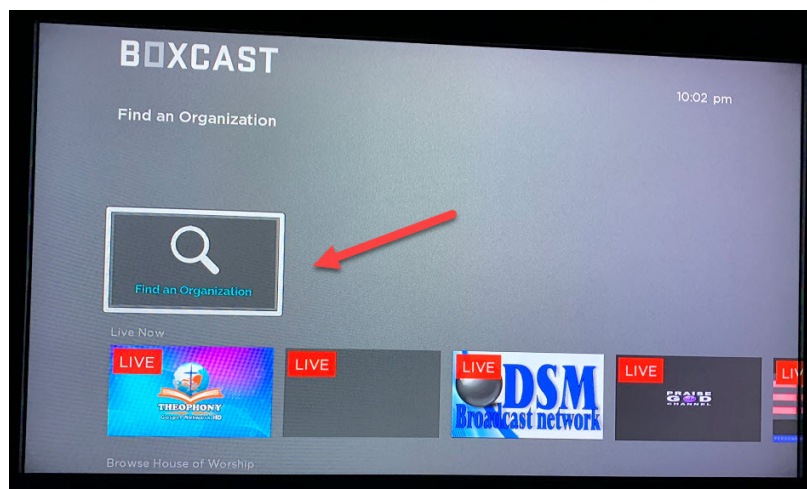 BOXCAST
10:02 pm
Find an Organization
Find an Organization
Live Now
LIVE
LIVE
LIVE
LIVE
LIV
THEOPHONY
DSM
Broadcast network
PRAISE
GOD
CHANNEL
Browse House of Worship